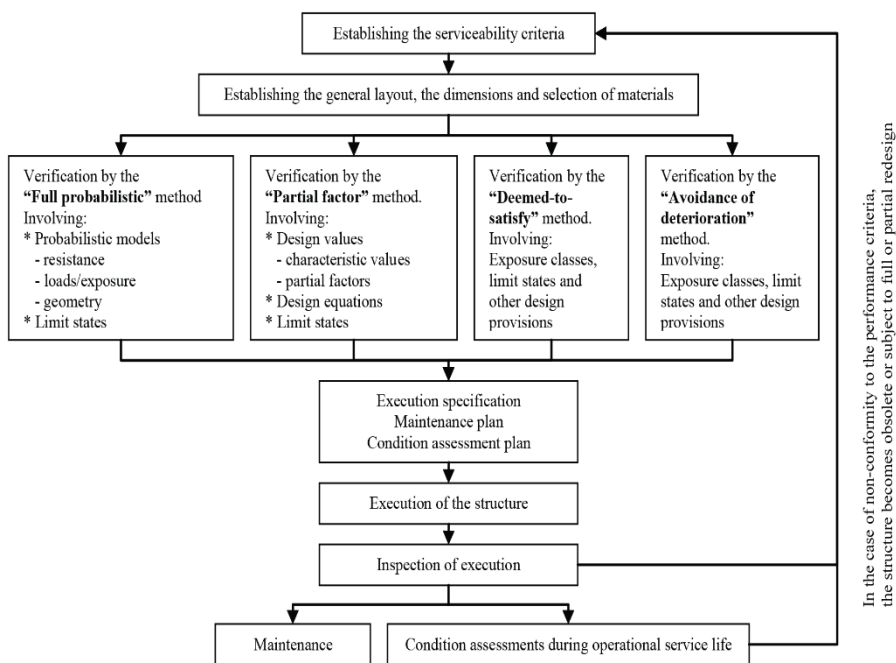 Establishing the serviceability criteria
Establishing the general layout, the dimensions and selection of materials
Verification by the
“Full probabilistic” method
Involving:
* Probabilistic models
- resistance
- loads/exposure
- geometry
* Limit states
Verification by the
“Partial factor” method.
Involving:
* Design values
- characteristic values
- partial factors
* Design equations
* Limit states
Verification by the
“Deemed-to-
satisfy” method.
Involving:
Exposure classes,
limit states and
other design
provisions
Verification by the
“Avoidance of
deterioration”
method.
Involving:
Exposure classes, limit
states and other design
provisions
Execution specification
Maintenance plan
Condition assessment plan
Execution of the structure
Inspection of execution
Maintenance
Condition assessments during operational service life
In the case of non-conformity to the performance criteria,
the structure becomes obsolete or subject to full or partial redesign